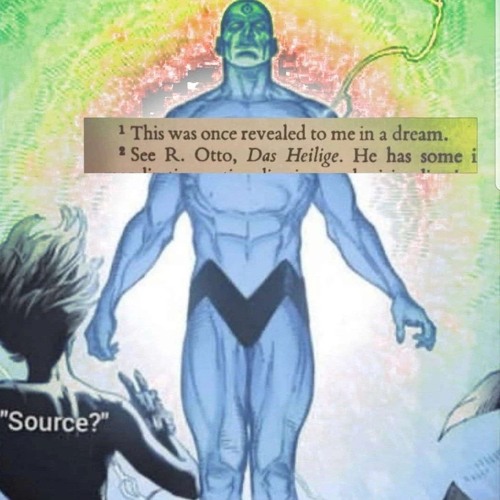 ¹ This was once revealed to me in a dream.
² See R. Otto, Das Heilige. He has some i
"Source?"